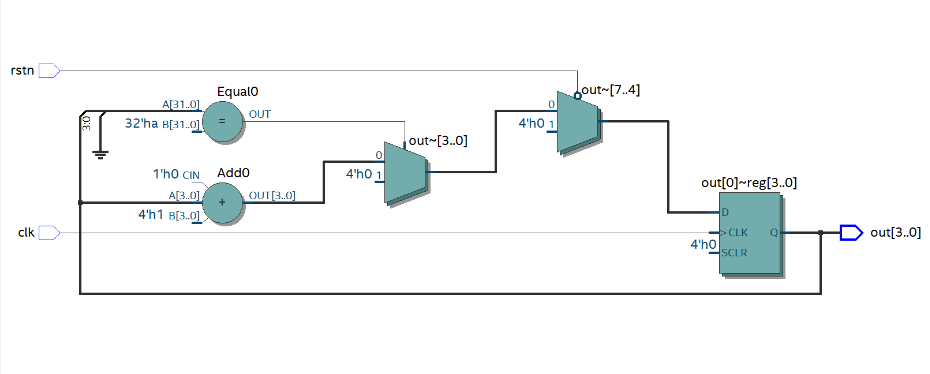 rstn
Equal0
A[31..0]
32'ha B[31..0]
=
OUT
3:0
out~[7..4]
0
4'h0 1
out~[3..0]
0
4'h0 1
1'h0 CIN
Add0
A[3..0]
4'h1 B[3..0]
+
OUT[3..0]
out[0]~reg[3..0]
D
clk
>CLK
Q
out[3..0]
4'h0
SCLR